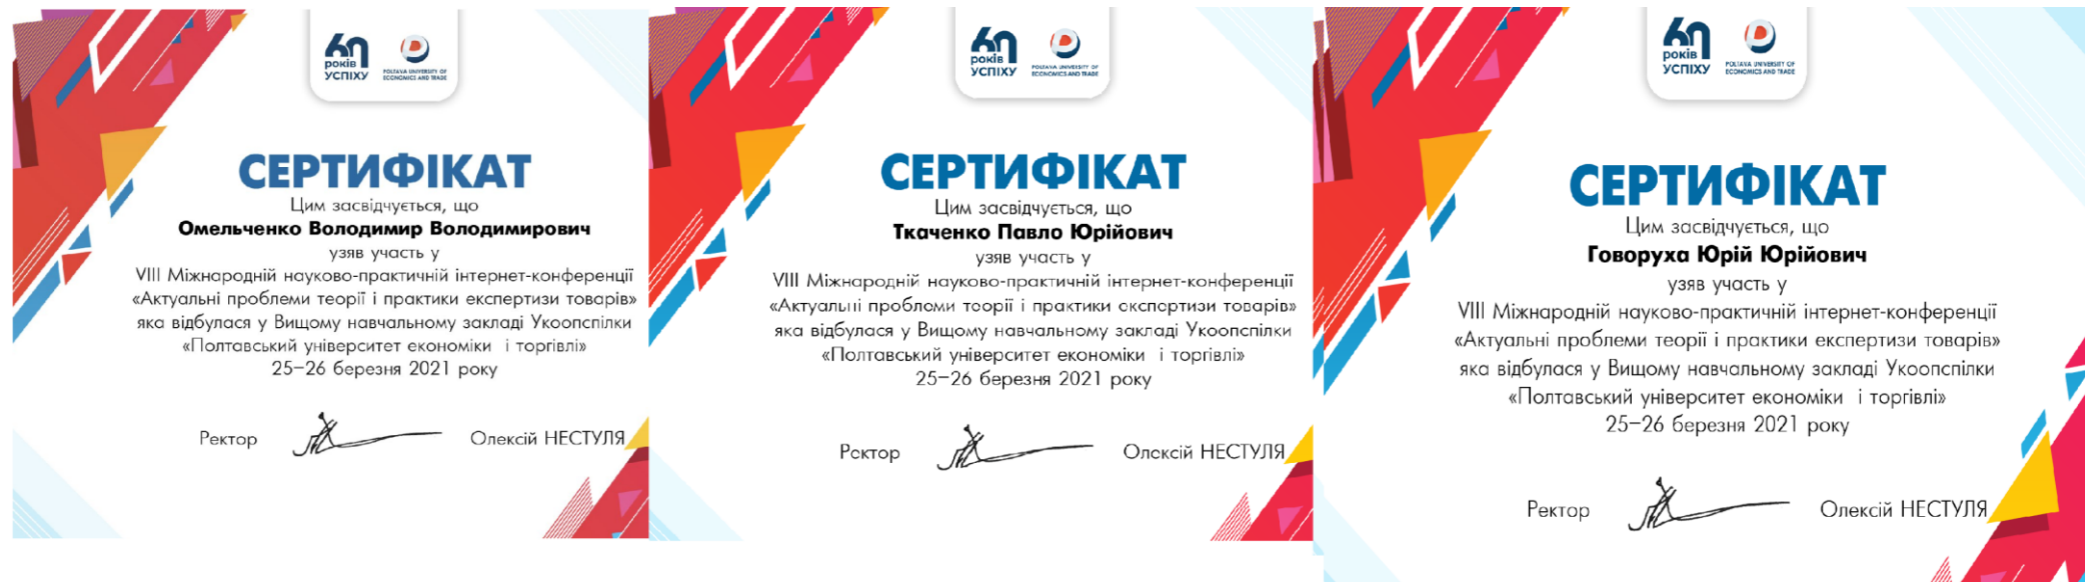 60
років
УСПІХУ
POLTAVA UNIVERSITY OF
ECONOMICS AND TRADE
СЕРТИФІКАТ
Цим засвідчується, що
Омельченко Володимир Володимирович
узяв участь у
VIII Міжнародній науково-практичній інтернет-конференції
«Актуальні проблеми теорії і практики експертизи товарів»
яка відбулася у Вищому навчальному закладі Укоопспілки
«Полтавський університет економіки і торгівлі»
25–26 березня 2021 року
Ректор Олексій НЕСТУЛЯ
60
років
УСПІХУ
POLTAVA UNIVERSITY OF
ECONOMICS AND TRADE
СЕРТИФІКАТ
Цим засвідчується, що
Ткаченко Павло Юрійович
узяв участь у
VIII Міжнародній науково-практичній інтернет-конференції
«Актуальні проблеми теорії і практики експертизи товарів»
яка відбулася у Вищому навчальному закладі Укоопспілки
«Полтавський університет економіки і торгівлі»
25–26 березня 2021 року
Ректор Олексій НЕСТУЛЯ
60
років
УСПІХУ
POLTAVA UNIVERSITY OF
ECONOMICS AND TRADE
СЕРТИФІКАТ
Цим засвідчується, що
Говоруха Юрій Юрійович
узяв участь у
VIII Міжнародній науково-практичній інтернет-конференції
«Актуальні проблеми теорії і практики експертизи товарів»
яка відбулася у Вищому навчальному закладі Укоопспілки
«Полтавський університет економіки і торгівлі»
25–26 березня 2021 року
Ректор Олексій НЕСТУЛЯ